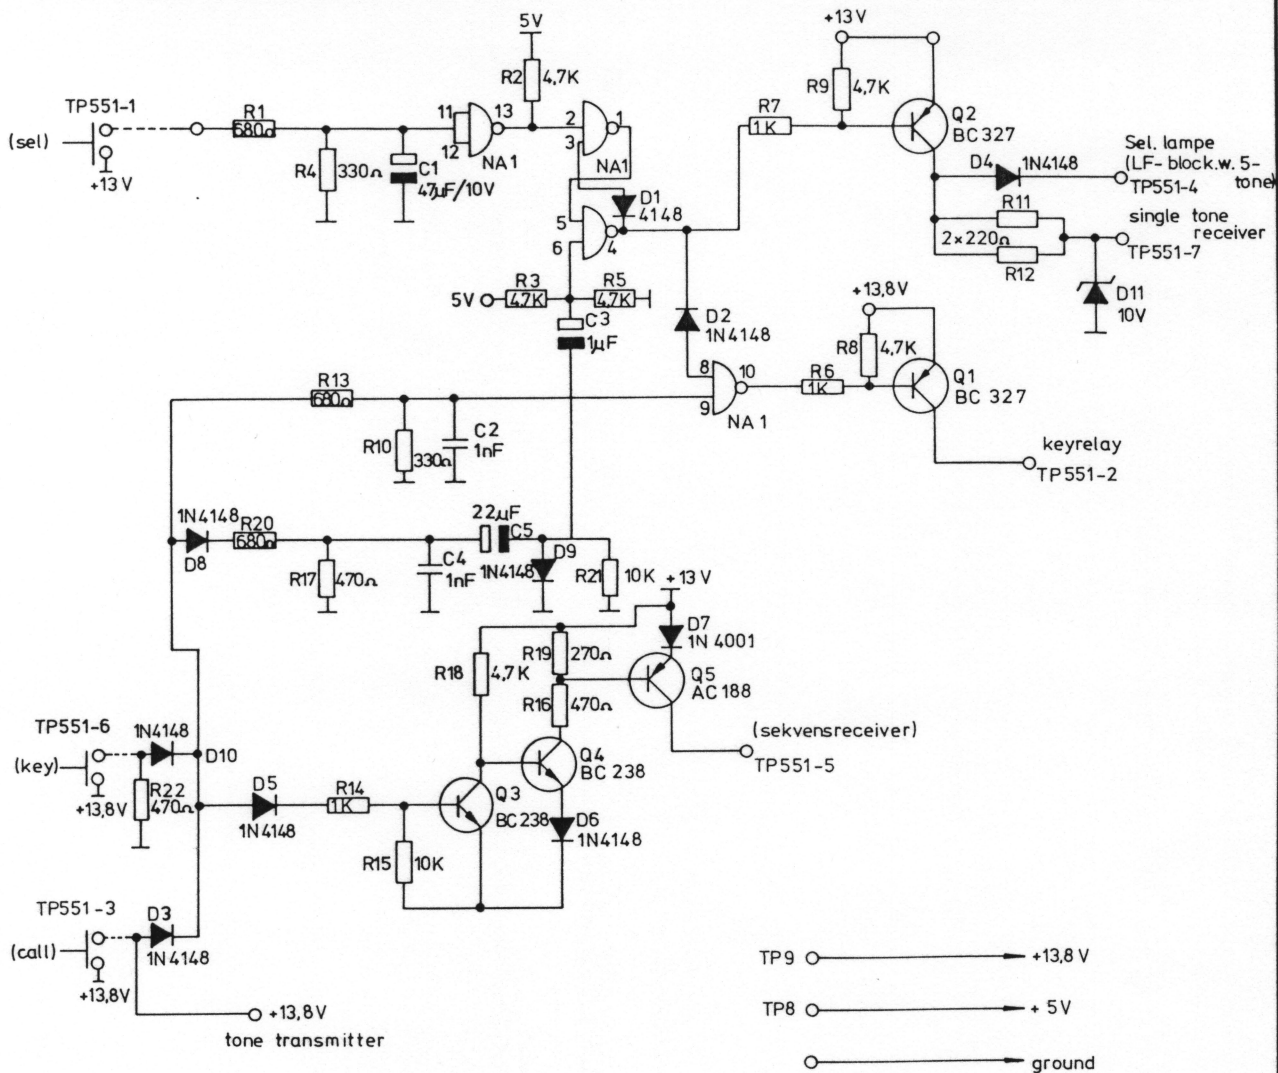 5V
R2 4,7K
TP551-1
(sel)
+13 V
R1
680Ω
R4 330Ω
C1
47µF/10V
11
12
13
NA1
2
3
1
NA1
D1
4148
5
6
4
R3
4,7K
5V
R5
4,7K
C3
1µF
+13 V
R9 4,7K
R7
1K
Q2
BC 327
D4 1N4148
Sel. lampe
(LF-block.w. 5-
tone)
TP551-4
R11
2×220Ω
R12
single tone
receiver
TP551-7
D11
10V
D2
1N4148
+13,8V
R8 4,7K
8
9
10
NA 1
R6
1K
Q1
BC 327
keyrelay
TP551-2
R13
680Ω
R10 330Ω
C2
1nF
1N4148
D8
R20
680Ω
R17 470Ω
C4
1nF
22µF
C5
1N4148
D9
R21 10K
+13 V
D7
1N 4001
R18 4,7 K
R19 270Ω
R16 470Ω
Q5
AC 188
(sekvensreceiver)
TP551-5
TP551-6
(key)
+13,8V
1N4148
D10
R22
470Ω
D5
1N4148
R14
1K
R15 10K
Q3
BC 238
Q4
BC 238
D6
1N4148
TP551-3
(call)
+13,8V
D3
1N4148
+13,8V
tone transmitter
TP9 +13,8 V
TP8 + 5V
ground